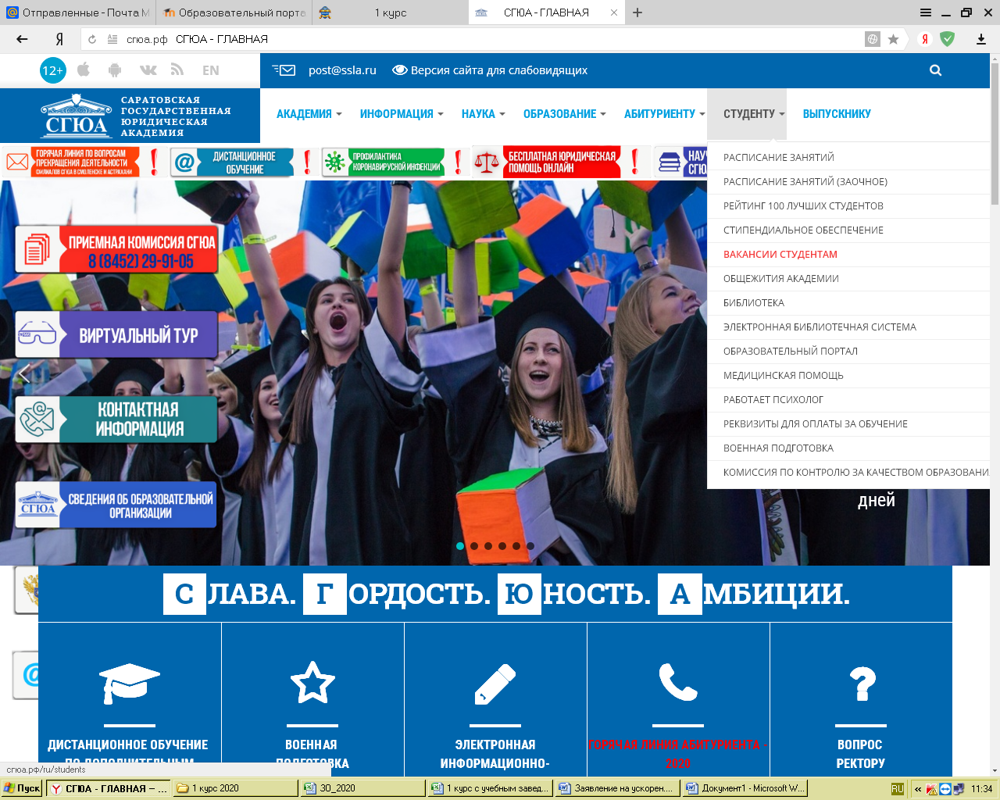 Отправленные - Почта M
Образовательный порта
1 курс
СГЮА - ГЛАВНАЯ
Я
сгюа.рф СГЮА - ГЛАВНАЯ
Я
12+
EN
post@ssla.ru
Версия сайта для слабовидящих
СГЮА
САРАТОВСКАЯ
ГОСУДАРСТВЕННАЯ
ЮРИДИЧЕСКАЯ
АКАДЕМИЯ
АКАДЕМИЯ
ИНФОРМАЦИЯ
НАУКА
ОБРАЗОВАНИЕ
АБИТУРИЕНТУ
СТУДЕНТУ
ВЫПУСКНИКУ
ГОРЯЧАЯ ЛИНИЯ ПО ВОПРОСАМ
ПРЕКРАЩЕНИЯ ДЕЯТЕЛЬНОСТИ
ФИЛИАЛОВ СГЮА В СМОЛЕНСКЕ И АСТРАХАНИ
!
@
ДИСТАНЦИОННОЕ
ОБУЧЕНИЕ
!
ПРОФИЛАКТИКА
КОРОНАВИРУСНОЙ ИНФЕКЦИИ
!
БЕСПЛАТНАЯ ЮРИДИЧЕСКАЯ
ПОМОЩЬ ОНЛАЙН
!
НАУЧ
СГЮ
РАСПИСАНИЕ ЗАНЯТИЙ
РАСПИСАНИЕ ЗАНЯТИЙ (ЗАОЧНОЕ)
РЕЙТИНГ 100 ЛУЧШИХ СТУДЕНТОВ
СТИПЕНДИАЛЬНОЕ ОБЕСПЕЧЕНИЕ
ВАКАНСИИ СТУДЕНТАМ
ОБЩЕЖИТИЯ АКАДЕМИИ
БИБЛИОТЕКА
ЭЛЕКТРОННАЯ БИБЛИОТЕЧНАЯ СИСТЕМА
ОБРАЗОВАТЕЛЬНЫЙ ПОРТАЛ
МЕДИЦИНСКАЯ ПОМОЩЬ
РАБОТАЕТ ПСИХОЛОГ
РЕКВИЗИТЫ ДЛЯ ОПЛАТЫ ЗА ОБУЧЕНИЕ
ВОЕННАЯ ПОДГОТОВКА
КОМИССИЯ ПО КОНТРОЛЮ ЗА КАЧЕСТВОМ ОБРАЗОВАНИ
ПРИЕМНАЯ КОМИССИЯ СГЮА
8 (8452) 29-91-05
ВИРТУАЛЬНЫЙ ТУР
КОНТАКТНАЯ
ИНФОРМАЦИЯ
СГЮА
СВЕДЕНИЯ ОБ ОБРАЗОВАТЕЛЬНОЙ
ОРГАНИЗАЦИИ
дней
СЛАВА. ГОРДОСТЬ. ЮНОСТЬ. АМБИЦИИ.
ДИСТАНЦИОННОЕ ОБУЧЕНИЕ
ПО ДОПОЛНИТЕЛЬНЫМ
ВОЕННАЯ
ПОДГОТОВКА
ЭЛЕКТРОННАЯ
ИНФОРМАЦИОННО-
ГОРЯЧАЯ ЛИНИЯ АБИТУРИЕНТА -
2020
ВОПРОС
РЕКТОРУ
сгюа.рф/ru/students
Пуск
СГЮА - ГЛАВНАЯ – ...
1 курс 2020
ЗО_2020
1 курс с учебным завед...
Заявление на ускорен...
Документ1 - Microsoft W...
RU
«
11:34